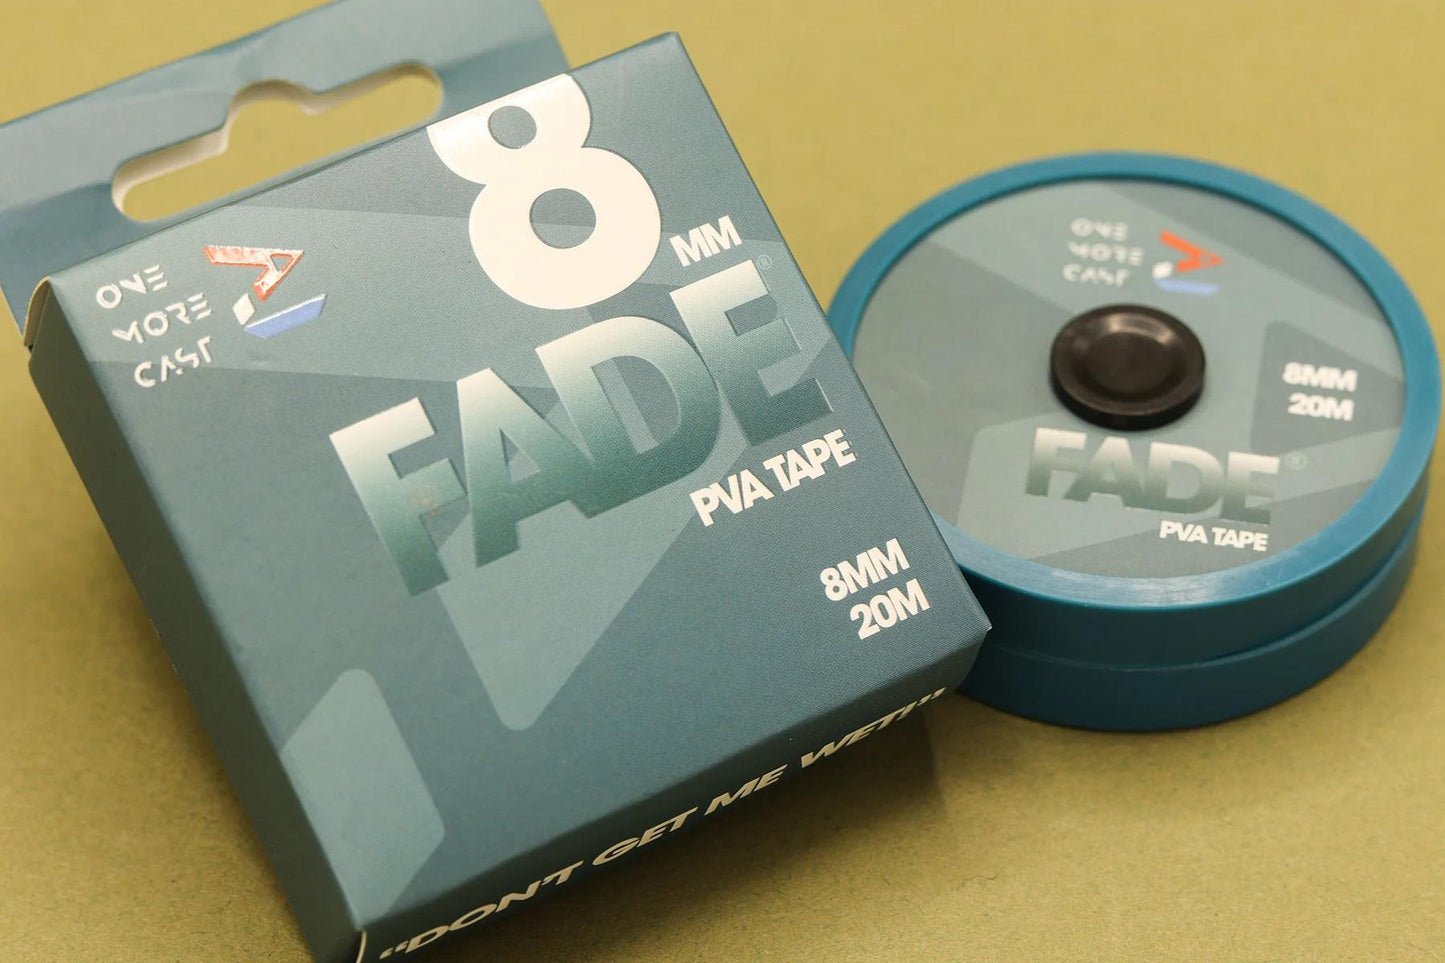 8
MM
ONE
MORE
CAST
FADE®
PVA TAPE
8MM
20M
"DON'T GET ME WET!"
ONE
MORE
CAST
8MM
20M
FADE®
PVA TAPE